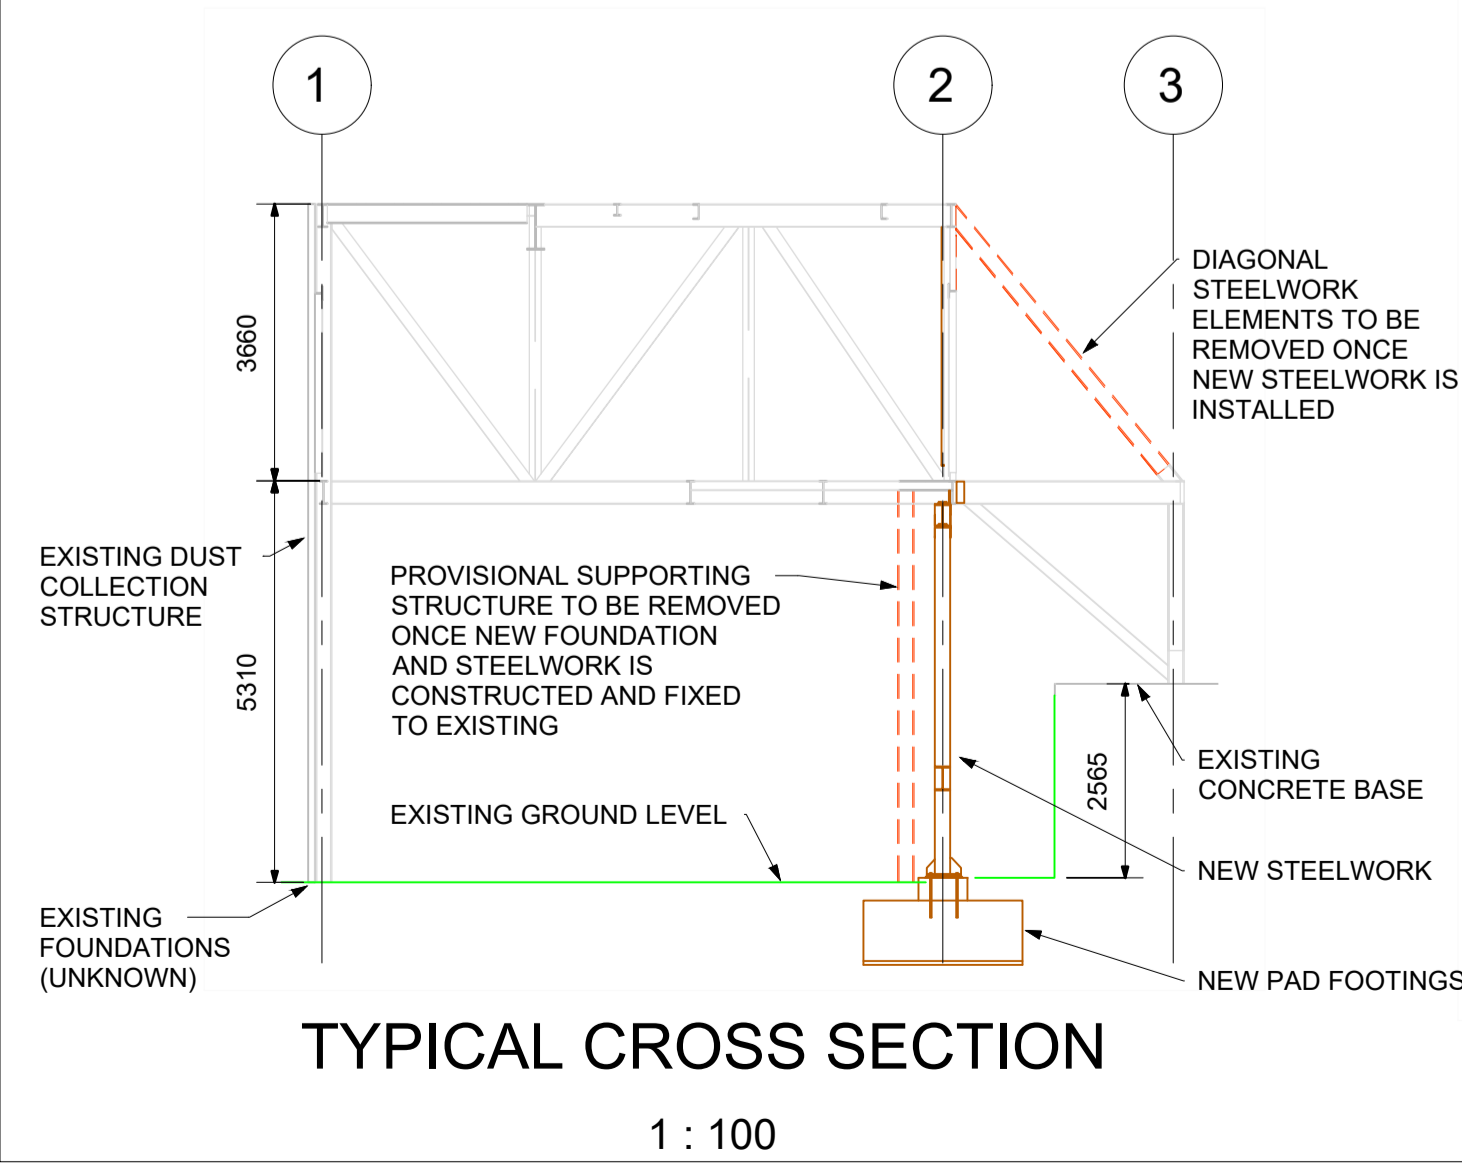 1
2
3
3660
DIAGONAL
STEELWORK
ELEMENTS TO BE
REMOVED ONCE
NEW STEELWORK IS
INSTALLED
EXISTING DUST
COLLECTION
STRUCTURE
PROVISIONAL SUPPORTING
STRUCTURE TO BE REMOVED
ONCE NEW FOUNDATION
AND STEELWORK IS
CONSTRUCTED AND FIXED
TO EXISTING
5310
2565
EXISTING
CONCRETE BASE
EXISTING GROUND LEVEL
NEW STEELWORK
EXISTING
FOUNDATIONS
(UNKNOWN)
NEW PAD FOOTINGS
TYPICAL CROSS SECTION
1 : 100